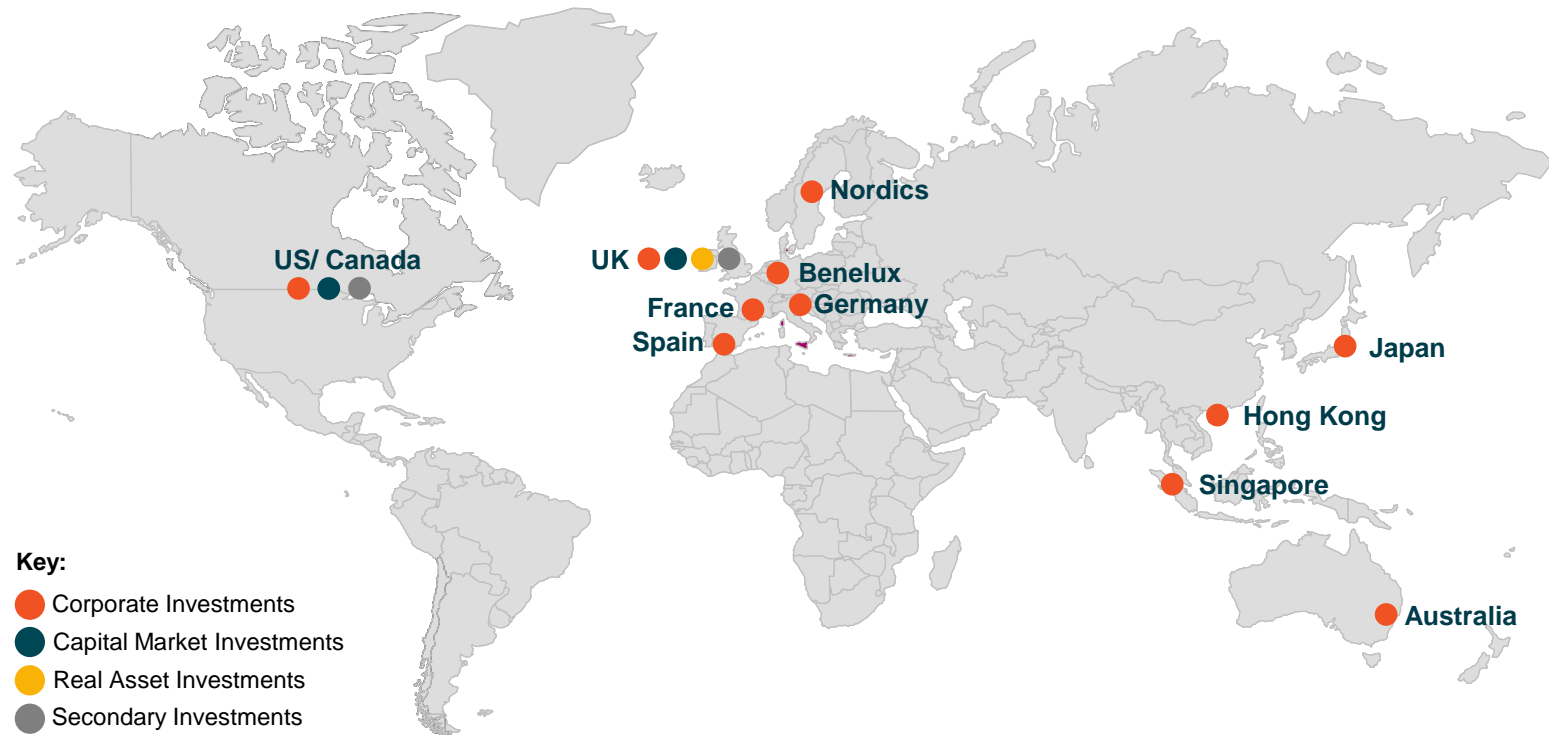 Nordics
US/ Canada
UK
Benelux
France
Germany
Spain
Japan
Hong Kong
Singapore
Key:
Corporate Investments
Australia
Capital Market Investments
Real Asset Investments
Secondary Investments